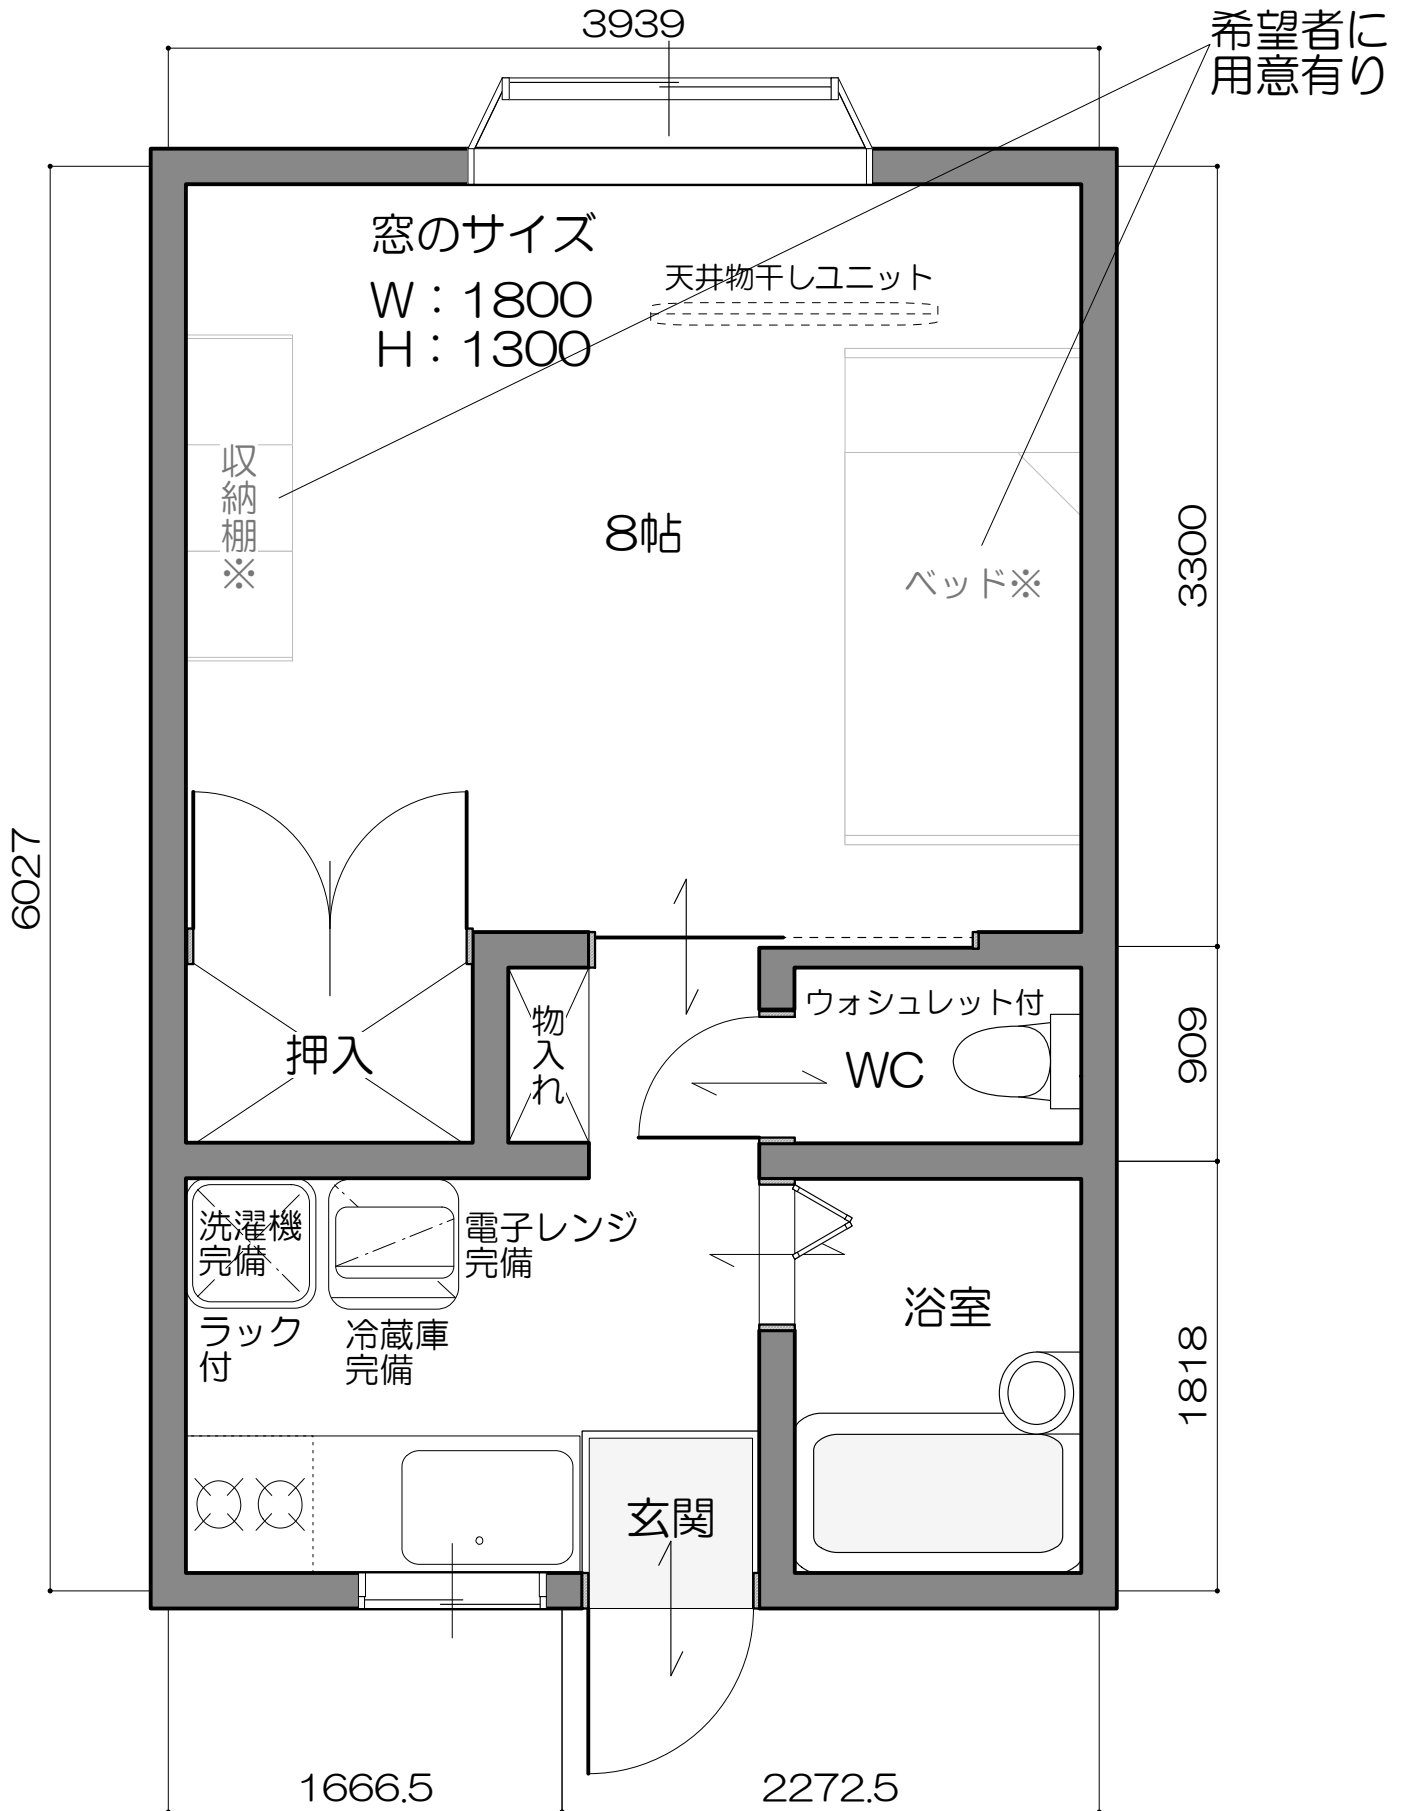 3939
希望者に
用意有り
窓のサイズ
W：1800
H：1300
天井物干しユニット
収納棚※
8帖
ベッド※
3300
6027
押入
物入れ
ウォシュレット付
WC
909
洗濯機
完備
電子レンジ
完備
ラック
付
冷蔵庫
完備
浴室
1818
玄関
1666.5
2272.5